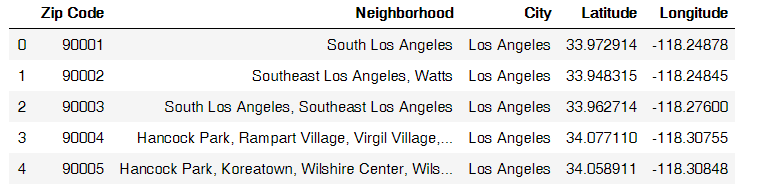 Zip Code Neighborhood City Latitude Longitude
0 90001 South Los Angeles Los Angeles 33.972914 -118.24878
1 90002 Southeast Los Angeles, Watts Los Angeles 33.948315 -118.24845
2 90003 South Los Angeles, Southeast Los Angeles Los Angeles 33.962714 -118.27600
3 90004 Hancock Park, Rampart Village, Virgil Village,... Los Angeles 34.077110 -118.30755
4 90005 Hancock Park, Koreatown, Wilshire Center, Wils... Los Angeles 34.058911 -118.30848